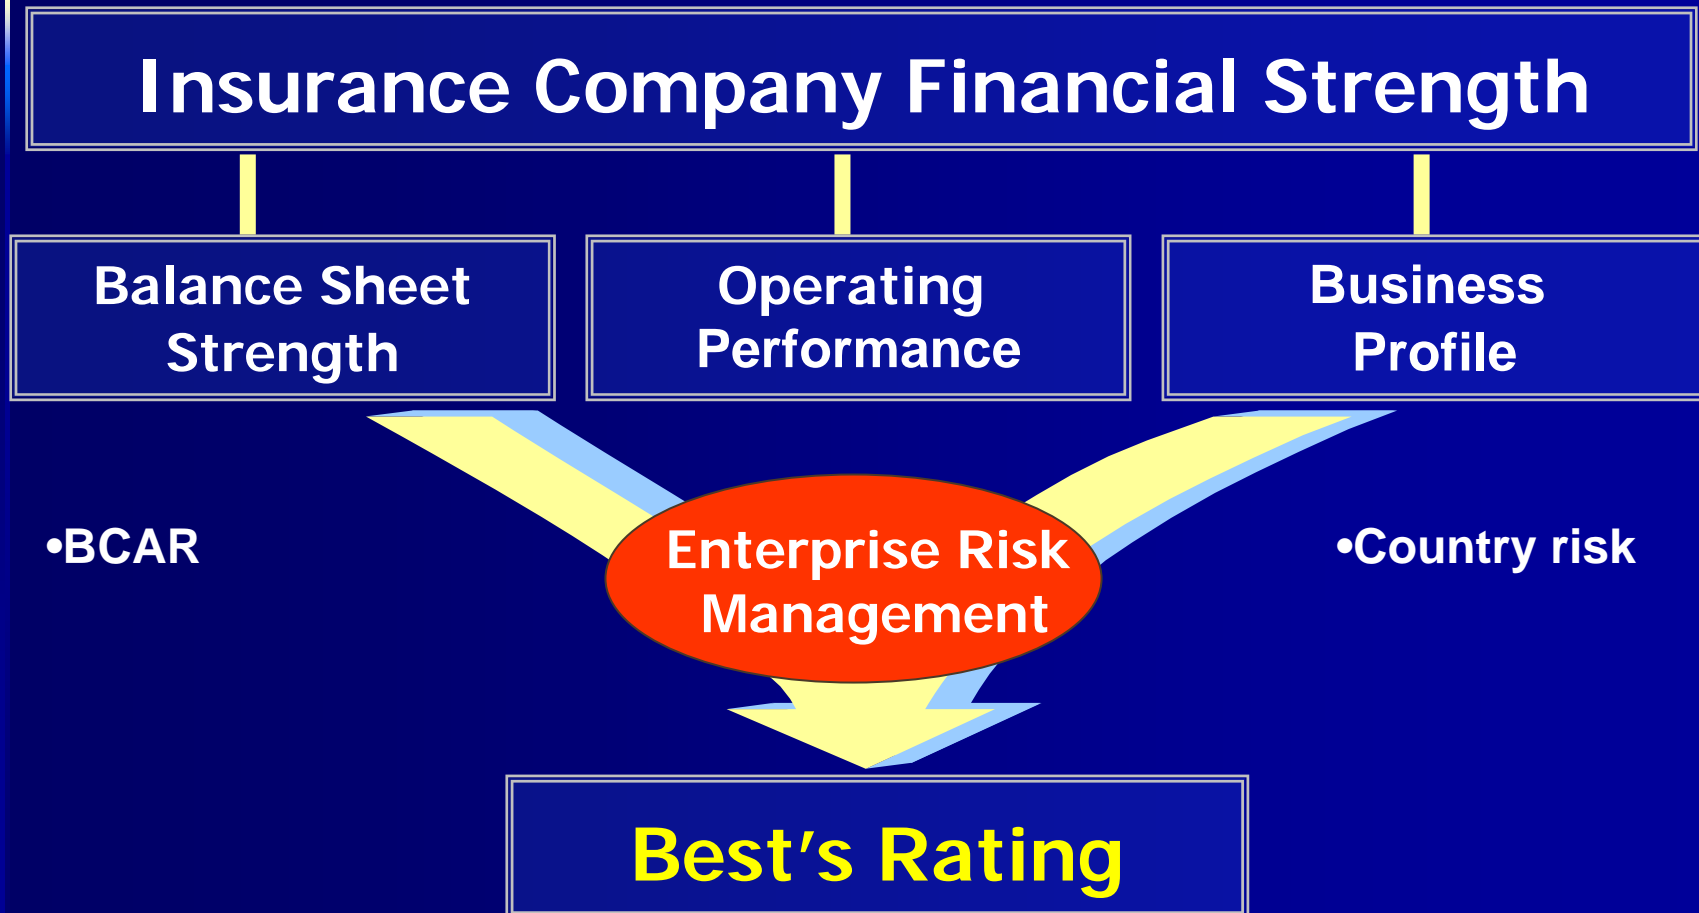 Insurance Company Financial Strength
Balance Sheet
Strength
Operating
Performance
Business
Profile
•BCAR
Enterprise Risk
Management
•Country risk
Best’s Rating